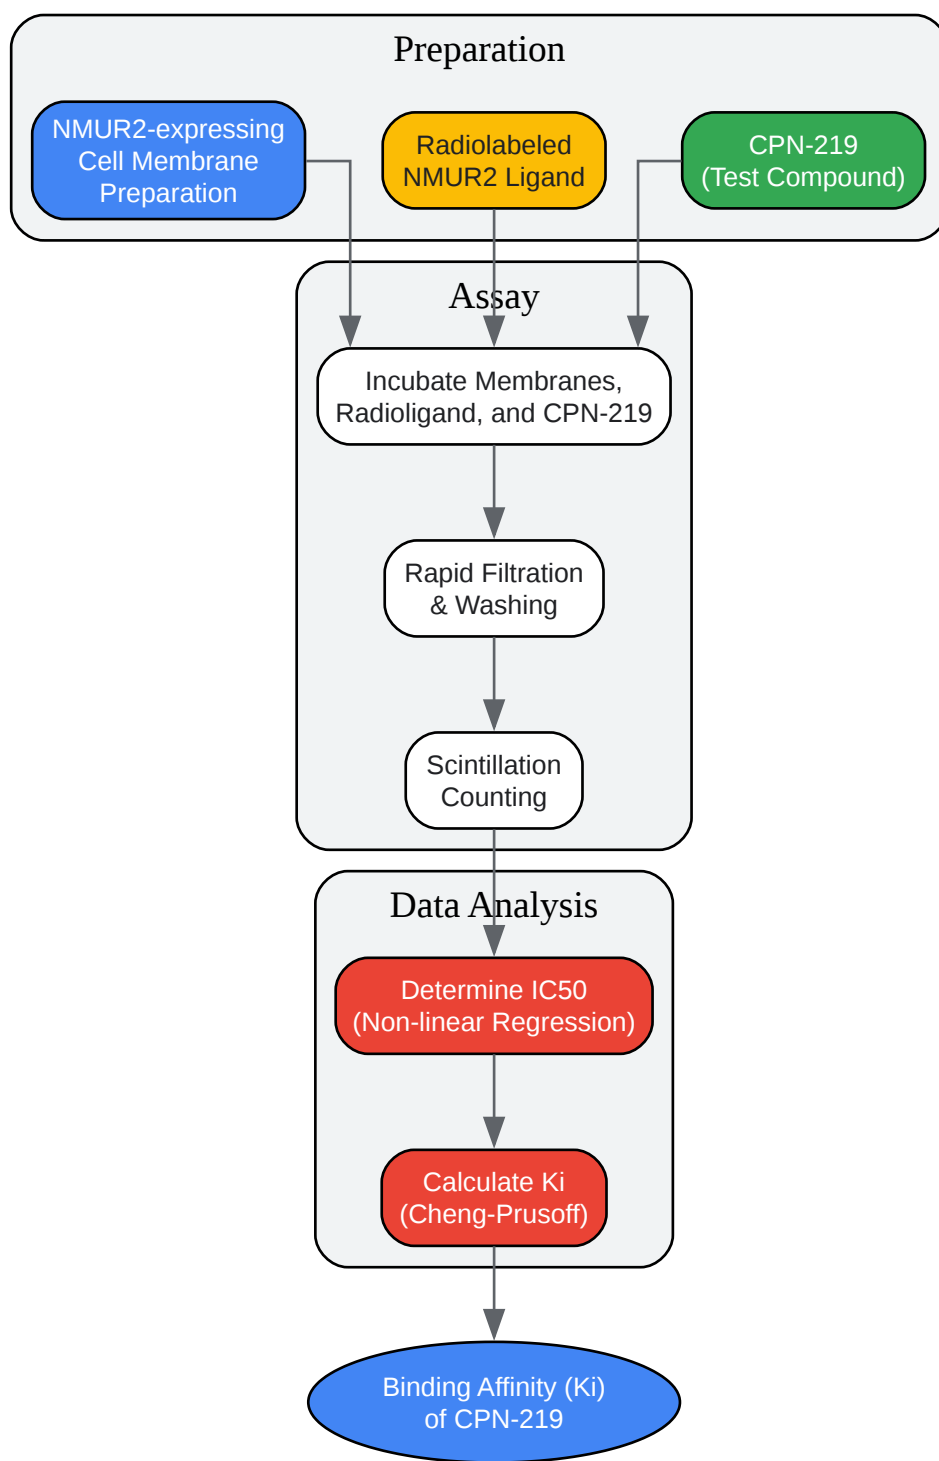 Preparation
NMUR2-expressing
Cell Membrane
Preparation
Radiolabeled
NMUR2 Ligand
CPN-219
(Test Compound)
Assay
Incubate Membranes,
Radioligand, and CPN-219
Rapid Filtration
& Washing
Scintillation
Counting
Data Analysis
Determine IC50
(Non-linear Regression)
Calculate Ki
(Cheng-Prusoff)
Binding Affinity (Ki)
of CPN-219